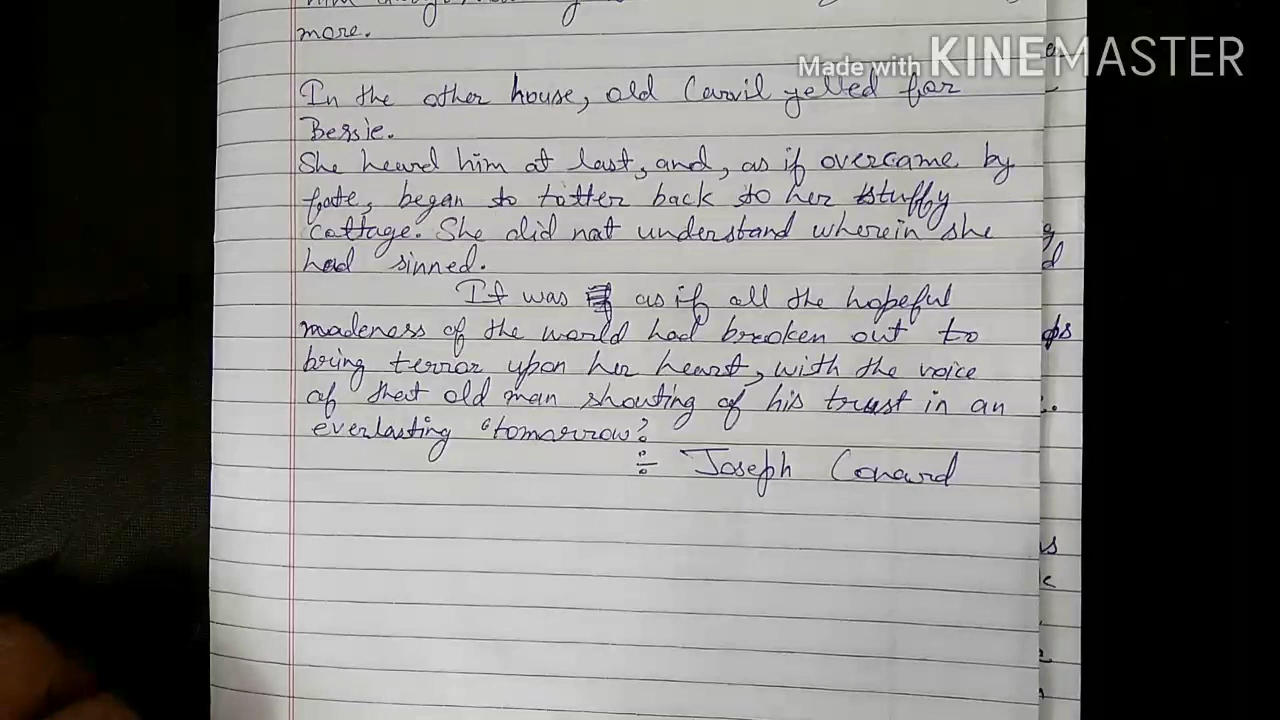 more.
Made with KINEMASTER
In the other house, old Carvil yelled for
Bessie.
She heard him at last, and, as if overcame by
fate, began to totter back to her stuffy
cottage. She did not understand wherein she
had sinned.
It was as if all the hopeful
madeness of the world had broken out to
bring terror upon her heart, with the voice
of that old man shouting of his trust in an
everlasting 'tomorrow?
÷ Joseph Conard